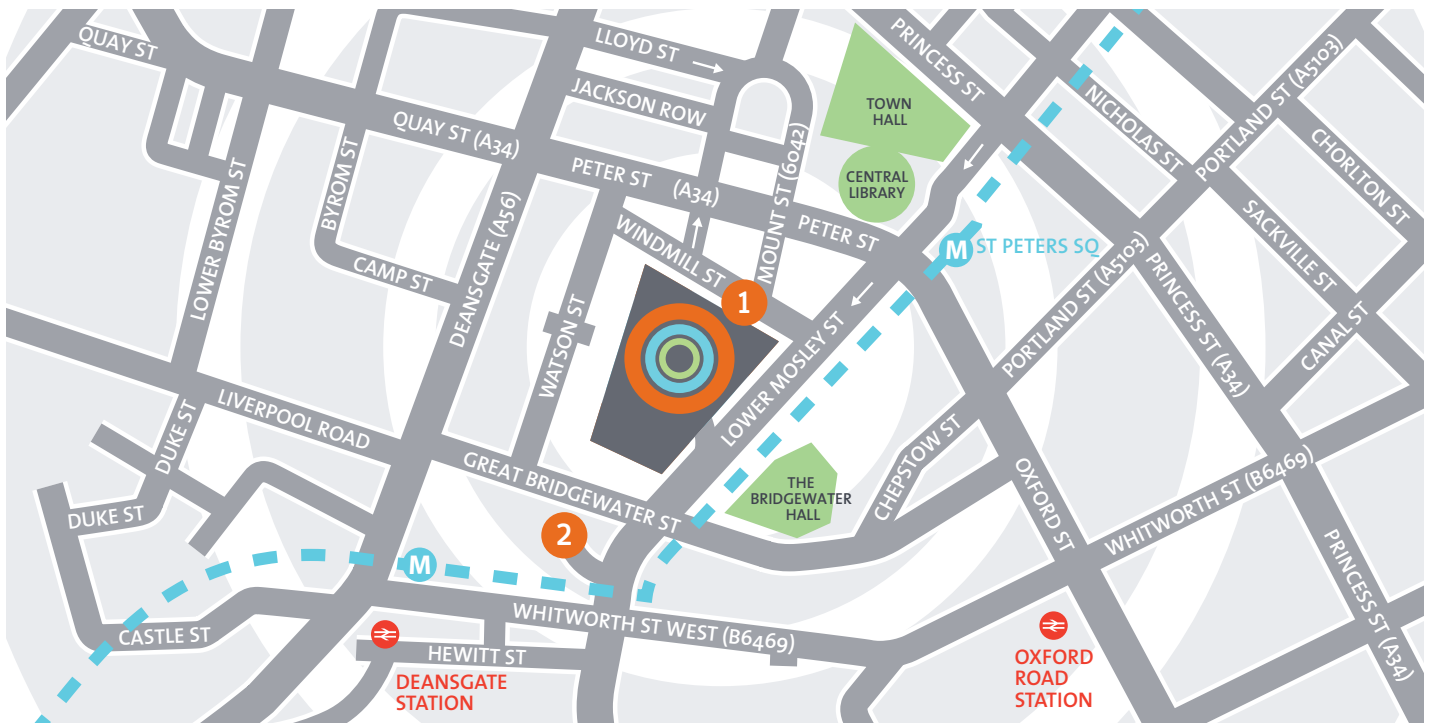 QUAY ST
LLOYD ST
PRINCESS ST
PORTLAND ST (A5103)
JACKSON ROW
TOWN
HALL
NICHOLAS ST
CHORLTON ST
QUAY ST (A34)
BYROM ST
LOWER BYROM ST
PETER ST
(A34)
MOUNT ST (6042)
CENTRAL
LIBRARY
PETER ST
SACKVILLE ST
WINDMILL ST
M
ST PETERS SQ
CAMP ST
DEANSGATE (A56)
WATSON ST
1
PORTLAND ST (A5103)
PRINCESS ST (A34)
CANAL ST
LOWER MOSLEY ST
LIVERPOOL ROAD
DUKE ST
GREAT BRIDGEWATER ST
THE
BRIDGEWATER
HALL
CHEPSTOW ST
OXFORD ST
WHITWORTH ST (B6469)
DUKE ST
2
M
CASTLE ST
WHITWORTH ST WEST (B6469)
HEWITT ST
DEANSGATE
STATION
OXFORD
ROAD
STATION
PRINCESS ST (A34)